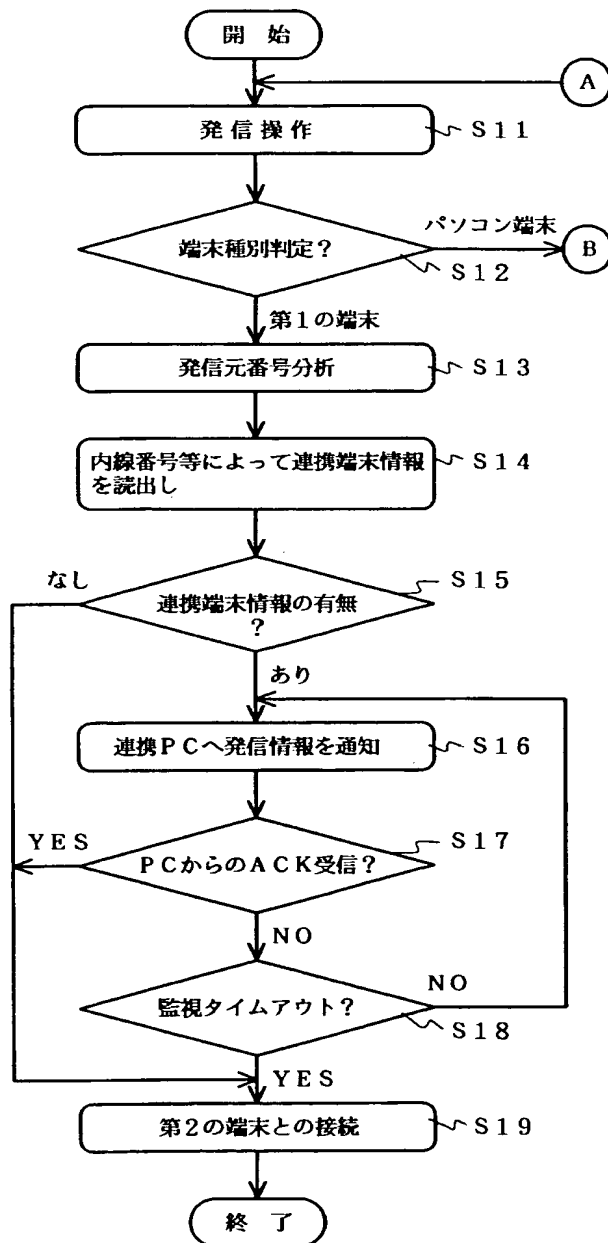 開 始
A
発 信 操 作
S11
端末種別判定？
パソコン端末
B
S12
第1の端末
発信元番号分析
S13
内線番号等によって連携端末情報
を読出し
S14
なし
連携端末情報の有無
？
S15
あり
連携ＰＣへ発信情報を通知
S16
YES
ＰＣからのＡＣＫ受信？
S17
NO
監視タイムアウト？
NO
S18
YES
第2の端末との接続
S19
終 了